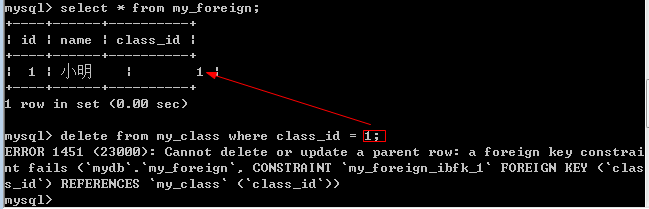 mysql> select * from my_foreign;
+----+------+----------+
| id | name | class_id |
+----+------+----------+
|  1 | 小明   |        1 |
+----+------+----------+
1 row in set (0.00 sec)
mysql> delete from my_class where class_id = 1;
ERROR 1451 (23000): Cannot delete or update a parent row: a foreign key constrai
nt fails (`mydb`.`my_foreign`, CONSTRAINT `my_foreign_ibfk_1` FOREIGN KEY (`clas
s_id`) REFERENCES `my_class` (`class_id`))
mysql>